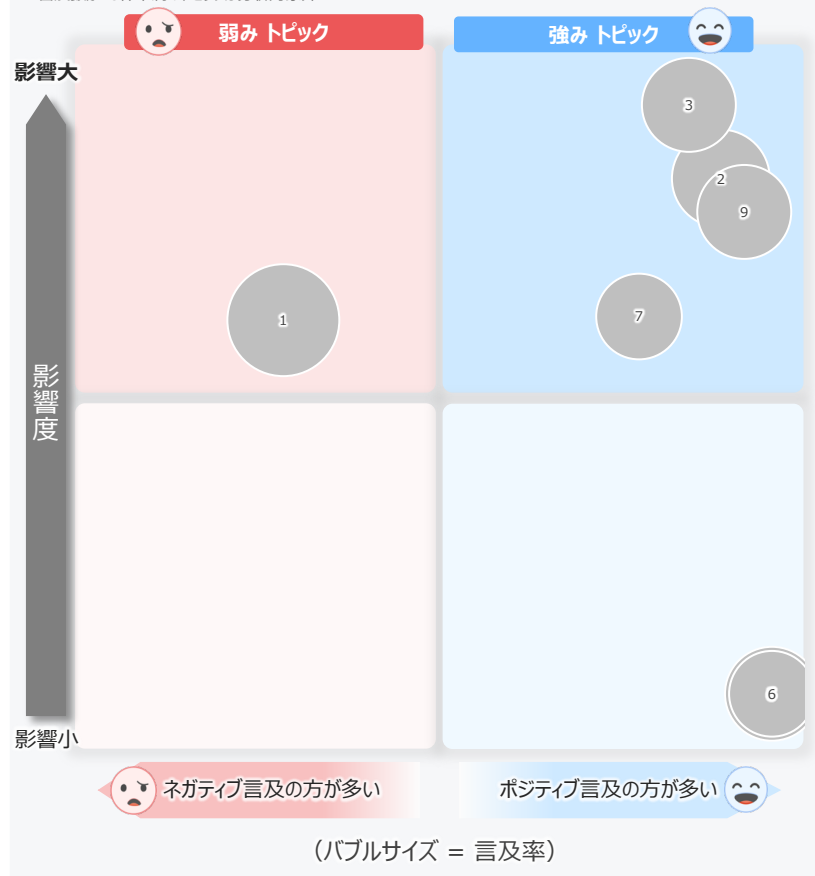 弱み トピック
強み トピック
影響大
3
2
9
1
7
影響度
6
影響小
ネガティブ言及の方が多い
ポジティブ言及の方が多い
（バブルサイズ = 言及率）